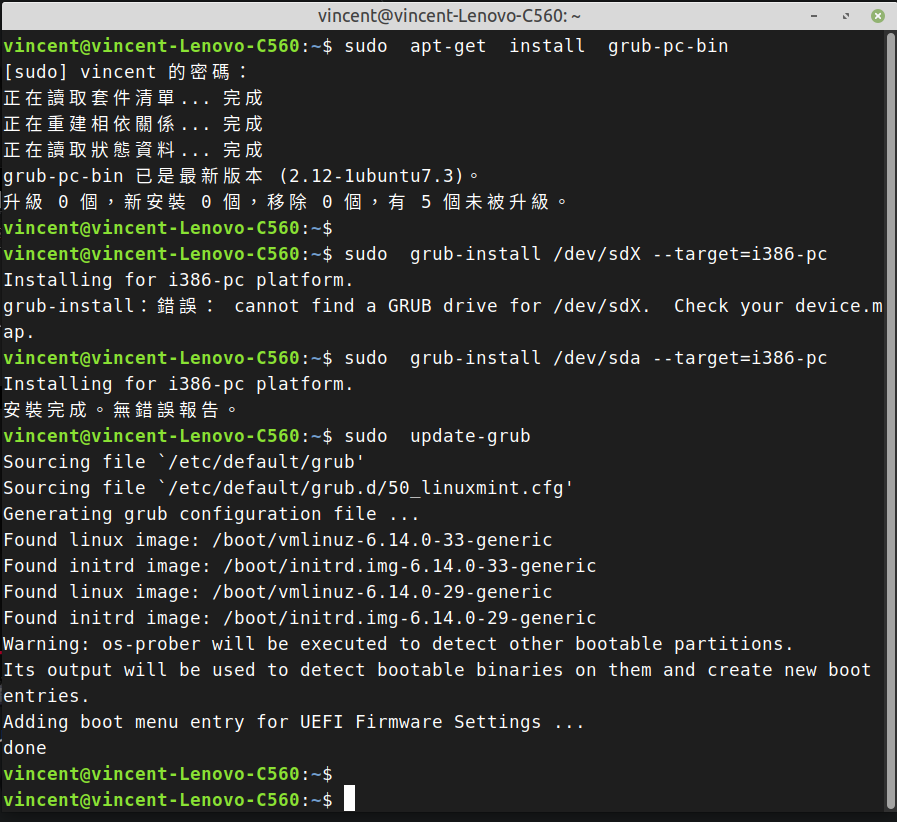 vincent@vincent-Lenovo-C560: ~
vincent@vincent-Lenovo-C560:~$ sudo  apt-get  install  grub-pc-bin
[sudo] vincent 的密碼：
正在讀取套件清單... 完成
正在重建相依關係... 完成
正在讀取狀態資料... 完成
grub-pc-bin 已是最新版本 (2.12-1ubuntu7.3)。
升級 0 個，新安裝 0 個，移除 0 個，有 5 個未被升級。
vincent@vincent-Lenovo-C560:~$
vincent@vincent-Lenovo-C560:~$ sudo  grub-install /dev/sdX --target=i386-pc
Installing for i386-pc platform.
grub-install：錯誤： cannot find a GRUB drive for /dev/sdX.  Check your device.m
ap.
vincent@vincent-Lenovo-C560:~$ sudo  grub-install /dev/sda --target=i386-pc
Installing for i386-pc platform.
安裝完成。無錯誤報告。
vincent@vincent-Lenovo-C560:~$ sudo  update-grub
Sourcing file `/etc/default/grub'
Sourcing file `/etc/default/grub.d/50_linuxmint.cfg'
Generating grub configuration file ...
Found linux image: /boot/vmlinuz-6.14.0-33-generic
Found initrd image: /boot/initrd.img-6.14.0-33-generic
Found linux image: /boot/vmlinuz-6.14.0-29-generic
Found initrd image: /boot/initrd.img-6.14.0-29-generic
Warning: os-prober will be executed to detect other bootable partitions.
Its output will be used to detect bootable binaries on them and create new boot
entries.
Adding boot menu entry for UEFI Firmware Settings ...
done
vincent@vincent-Lenovo-C560:~$
vincent@vincent-Lenovo-C560:~$